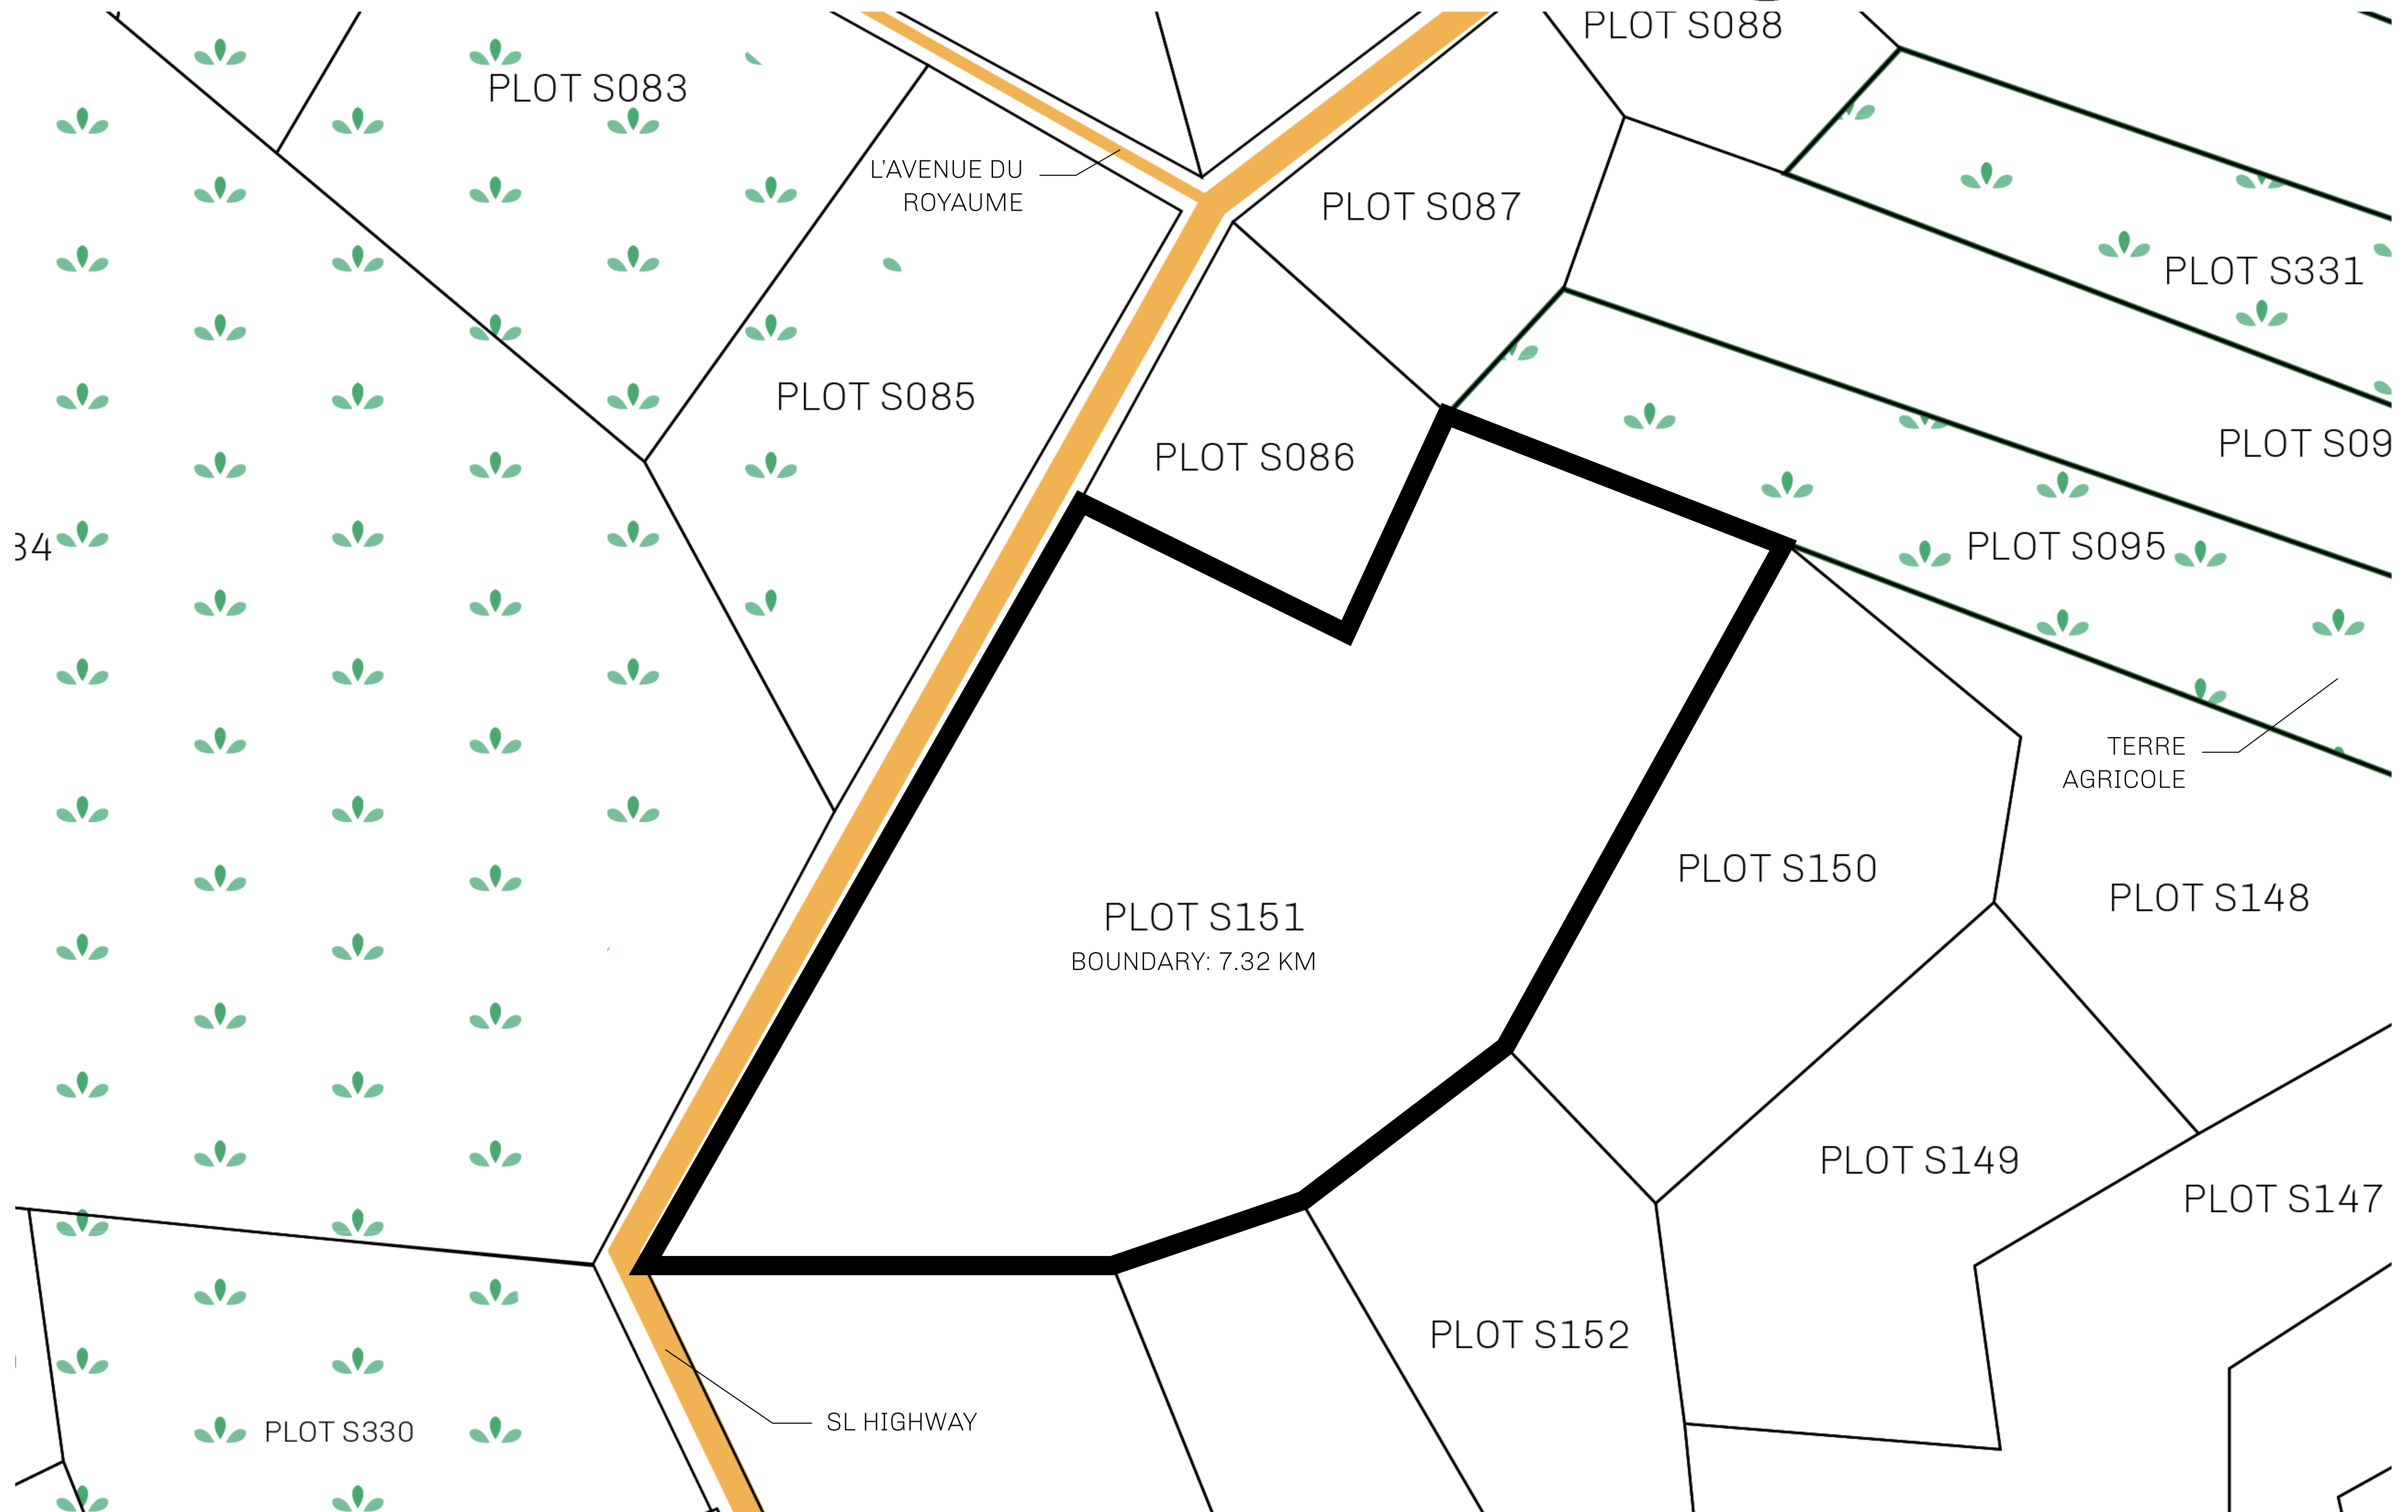 PLOT S088
PLOT S083
L'AVENUE DU
ROYAUME
PLOT S087
PLOT S331
PLOT S085
PLOT S086
PLOT S09
34
PLOT S095
TERRE
AGRICOLE
PLOT S150
PLOT S148
PLOT S151
BOUNDARY: 7.32 KM
PLOT S149
PLOT S147
PLOT S152
SL HIGHWAY
PLOT S330